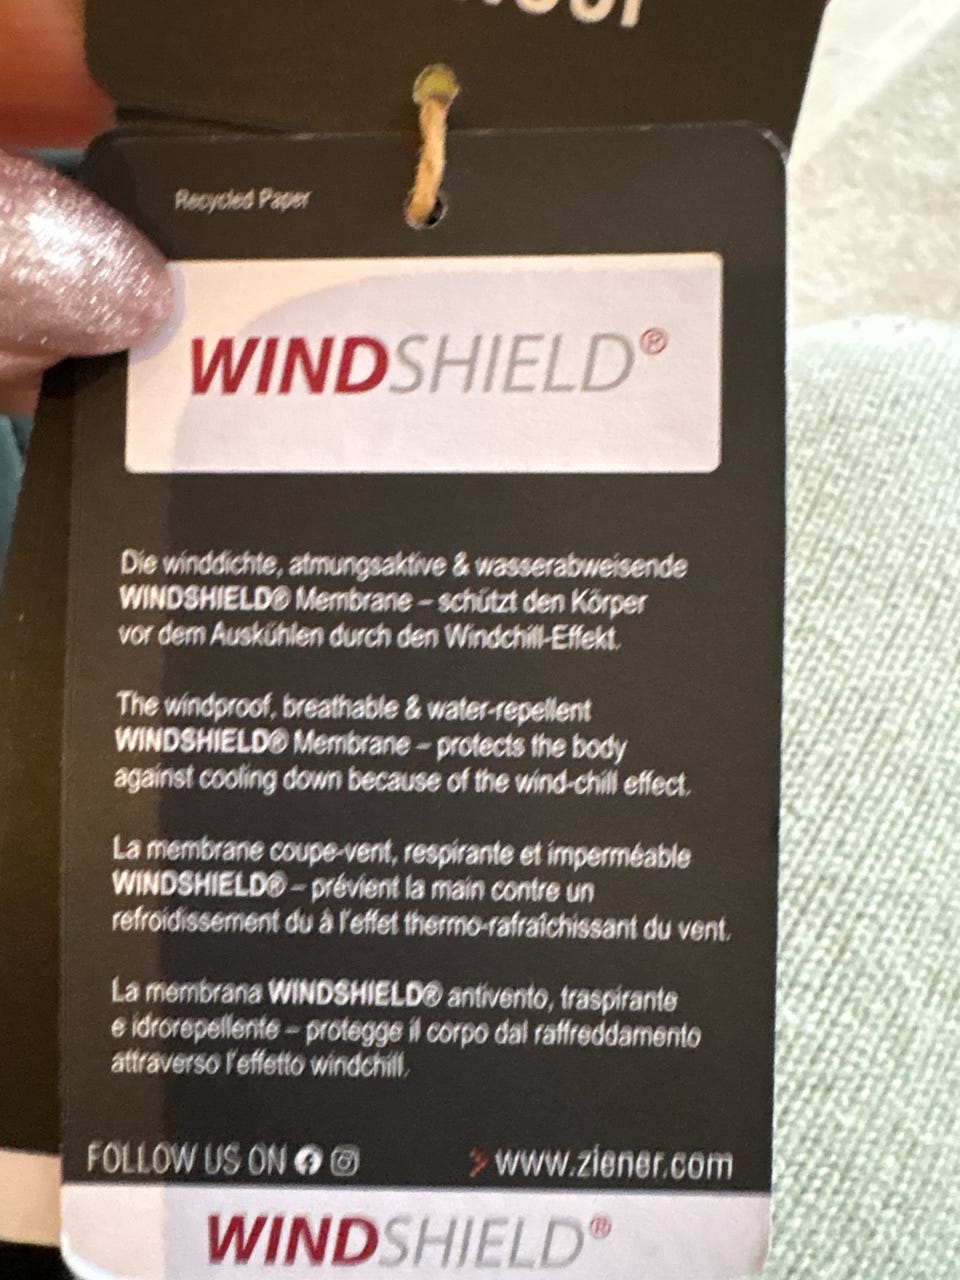 Recycled Paper
WINDSHIELD®
Die winddichte, atmungsaktive & wasserabweisende
WINDSHIELD® Membrane – schützt den Körper
vor dem Auskühlen durch den Windchill-Effekt.
The windproof, breathable & water-repellent
WINDSHIELD® Membrane – protects the body
against cooling down because of the wind-chill effect.
La membrane coupe-vent, respirante et imperméable
WINDSHIELD® – prévient la main contre un
refroidissement du à l'effet thermo-rafraîchissant du vent.
La membrana WINDSHIELD® antivento, traspirante
e idrorepellente – protegge il corpo dal raffreddamento
attraverso l'effetto windchill.
FOLLOW US ON
www.ziener.com
WINDSHIELD®